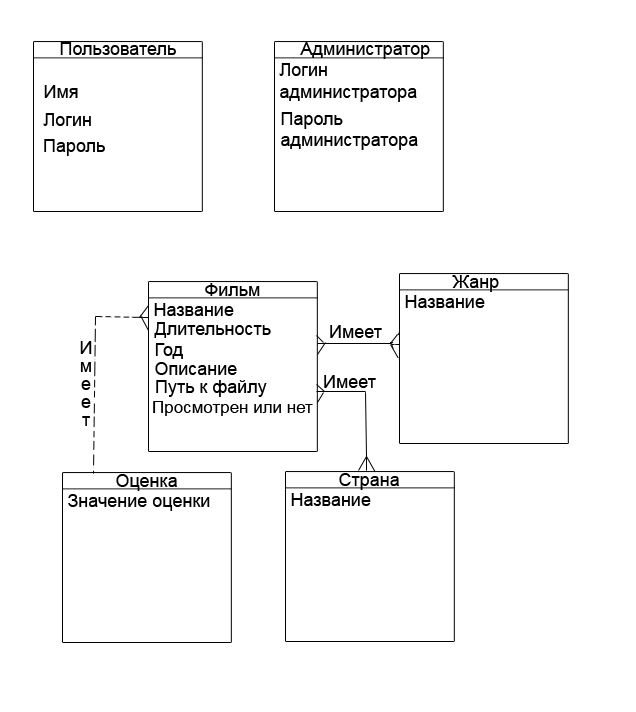 Пользователь
Имя
Логин
Пароль
Администратор
Логин
администратора
Пароль
администратора
Фильм
Название
Длительность
Год
Описание
Путь к файлу
Просмотрен или нет
Имеет
Жанр
Название
Имеет
Имеет
Оценка
Значение оценки
Страна
Название